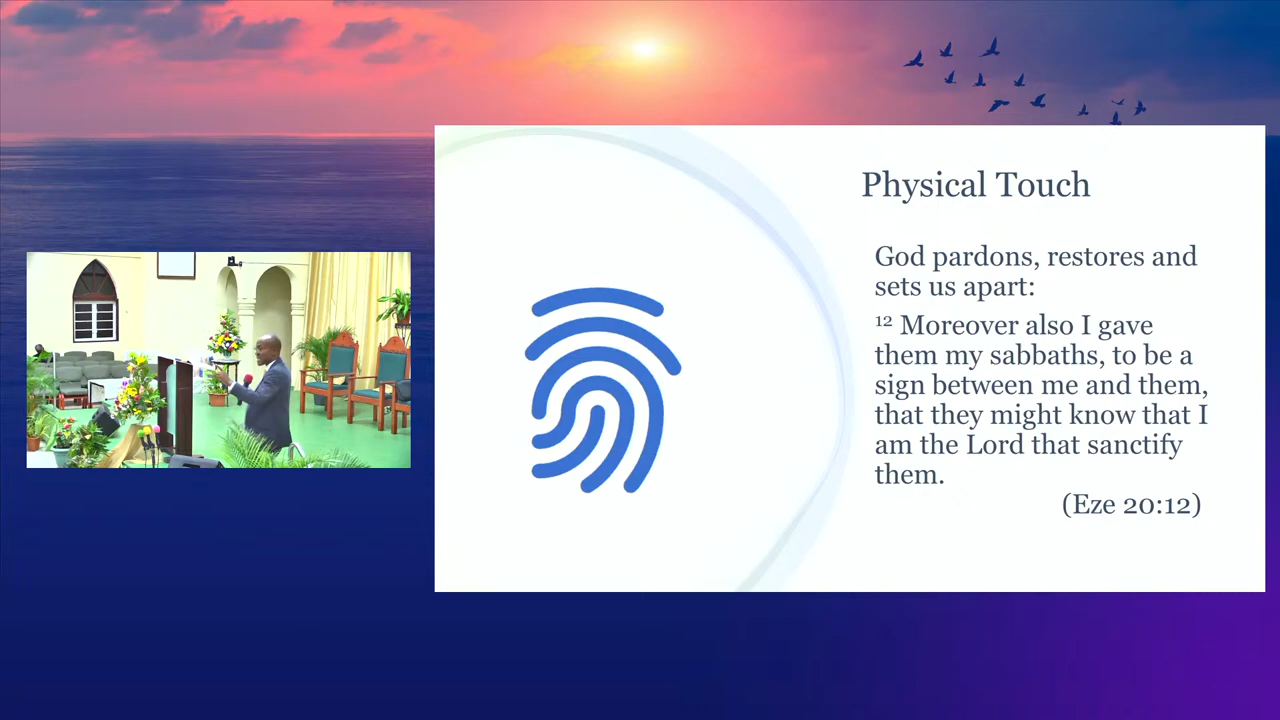 Physical Touch
God pardons, restores and
sets us apart:
12 Moreover also I gave
them my sabbaths, to be a
sign between me and them,
that they might know that I
am the Lord that sanctify
them.
(Eze 20:12)